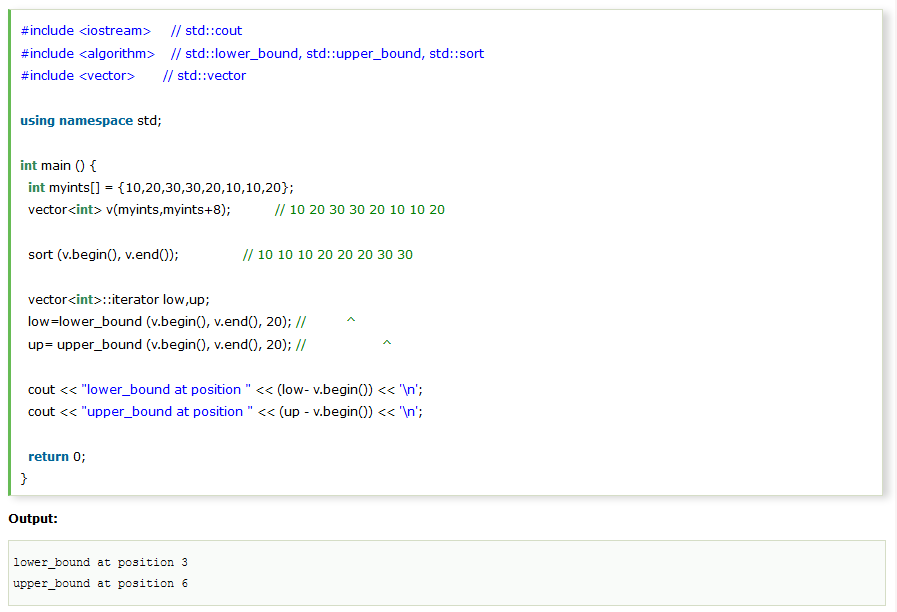 #include <iostream>     // std::cout
#include <algorithm>    // std::lower_bound, std::upper_bound, std::sort
#include <vector>       // std::vector
using namespace std;
int main () {
  int myints[] = {10,20,30,30,20,10,10,20};
  vector<int> v(myints,myints+8);           // 10 20 30 30 20 10 10 20
  sort (v.begin(), v.end());                // 10 10 10 20 20 20 30 30
  vector<int>::iterator low,up;
  low=lower_bound (v.begin(), v.end(), 20); //          ^
  up= upper_bound (v.begin(), v.end(), 20); //                   ^
  cout << "lower_bound at position " << (low- v.begin()) << '\n';
  cout << "upper_bound at position " << (up - v.begin()) << '\n';
  return 0;
}
Output:
lower_bound at position 3
upper_bound at position 6